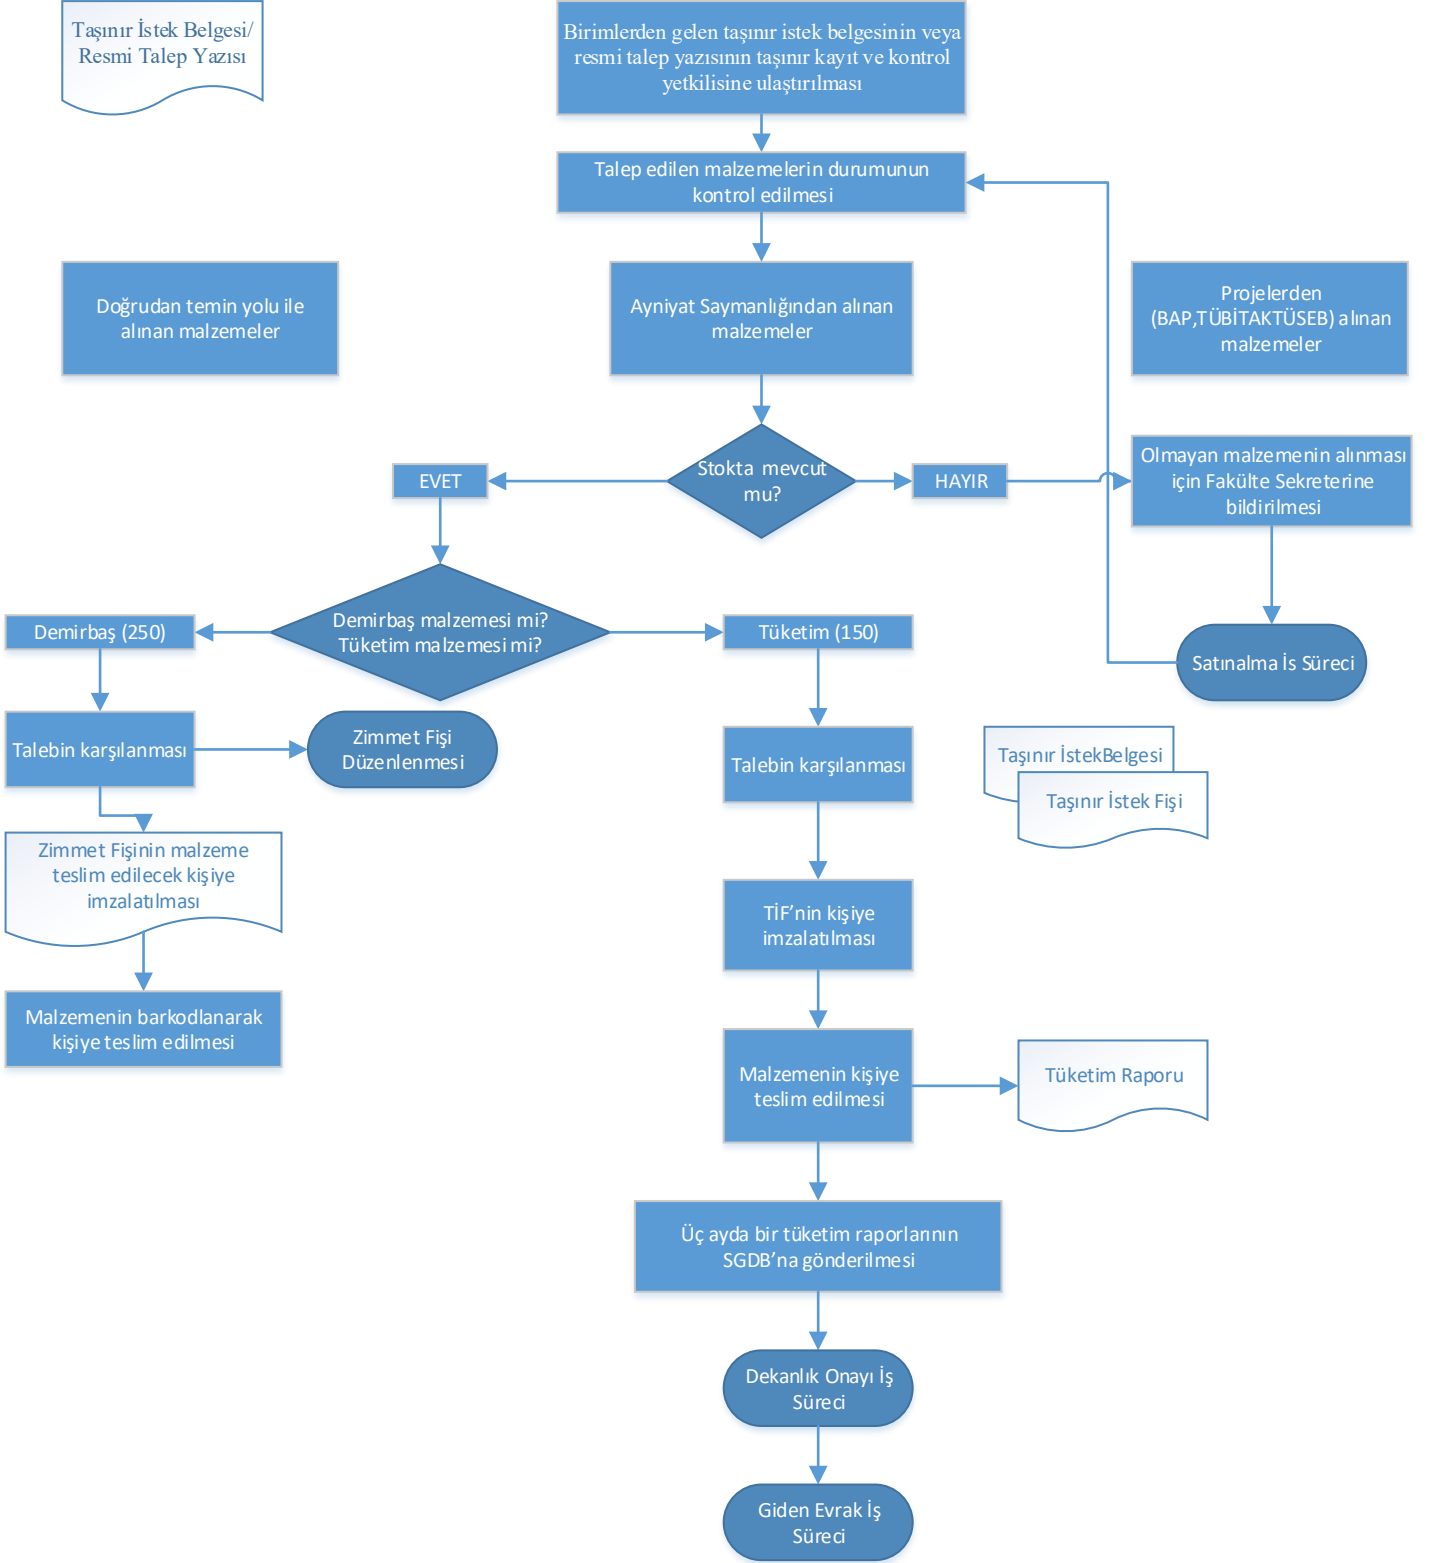 Taşınır İstek Belgesi/
Resmi Talep Yazısı
Birimlerden gelen taşınır istek belgesinin veya
resmi talep yazısının taşınır kayıt ve kontrol
yetkilisine ulaştırılması
Talep edilen malzemelerin durumunun
kontrol edilmesi
Doğrudan temin yolu ile
alınan malzemeler
Ayniyat Saymanlığından alınan
malzemeler
Projelerden
(BAP,TÜBİTAKTÜSEB) alınan
malzemeler
Stokta mevcut
mu?
EVET
HAYIR
Olmayan malzemenin alınması
için Fakülte Sekreterine
bildirilmesi
Demirbaş malzemesi mi?
Tüketim malzemesi mi?
Demirbaş (250)
Tüketim (150)
Satınalma İs Süreci
Talebin karşılanması
Zimmet Fişi
Düzenlenmesi
Talebin karşılanması
Taşınır İstekBelgesi
Taşınır İstek Fişi
Zimmet Fişinin malzeme
teslim edilecek kişiye
imzalatılması
TİF’nin kişiye
imzalatılması
Malzemenin barkodlanarak
kişiye teslim edilmesi
Malzemenin kişiye
teslim edilmesi
Tüketim Raporu
Üç ayda bir tüketim raporlarının
SGDB’na gönderilmesi
Dekanlık Onayı İş
Süreci
Giden Evrak İş
Süreci